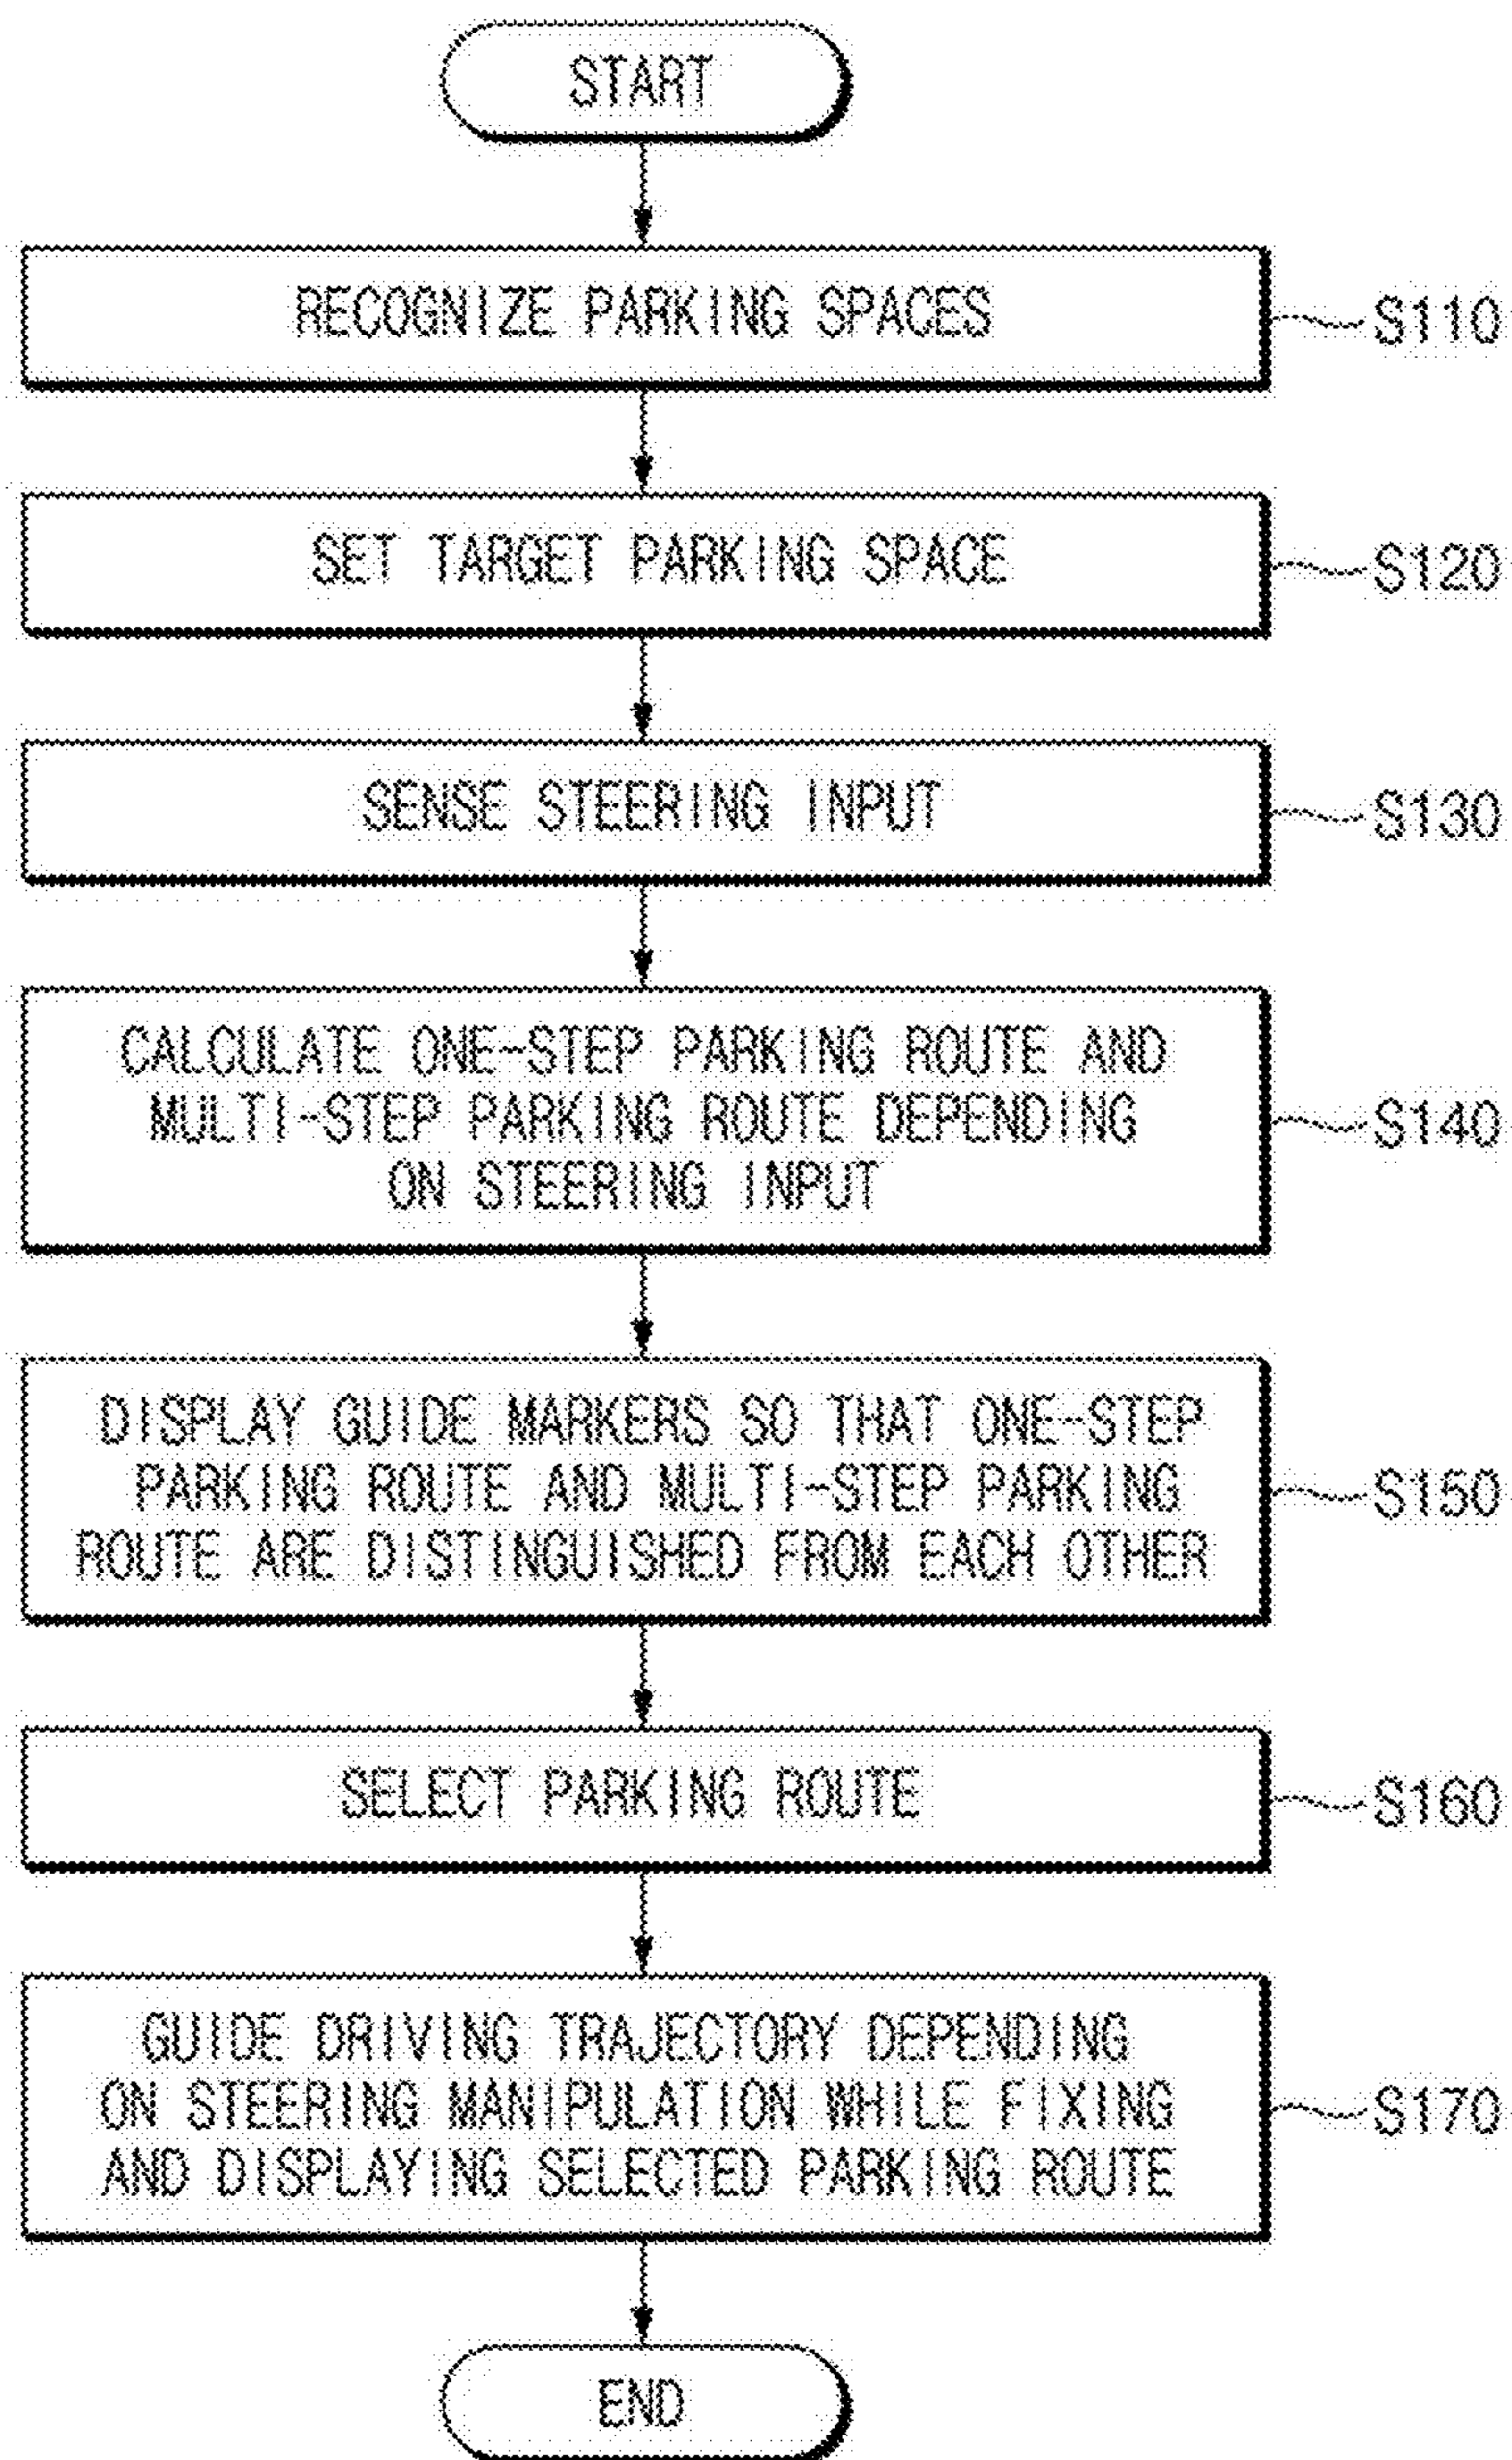 START
RECOGNIZE PARKING SPACES
S110
SET TARGET PARKING SPACE
S120
SENSE STEERING INPUT
S130
CALCULATE ONE-STEP PARKING ROUTE AND
MULTI-STEP PARKING ROUTE DEPENDING
ON STEERING INPUT
S140
DISPLAY GUIDE MARKERS SO THAT ONE-STEP
PARKING ROUTE AND MULTI-STEP PARKING
ROUTE ARE DISTINGUISHED FROM EACH OTHER
S150
SELECT PARKING ROUTE
S160
GUIDE DRIVING TRAJECTORY DEPENDING
ON STEERING MANIPULATION WHILE FIXING
AND DISPLAYING SELECTED PARKING ROUTE
S170
END